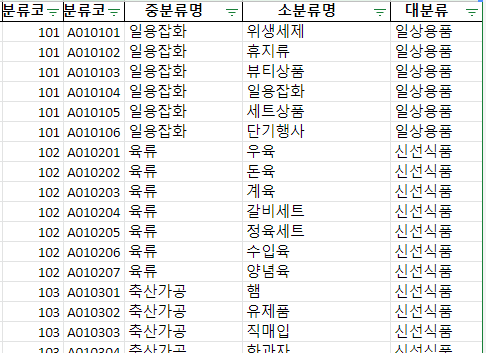 분류코 분류코 중분류명 소분류명 대분류
101 A010101 일용잡화 위생세제 일상용품
101 A010102 일용잡화 휴지류 일상용품
101 A010103 일용잡화 뷰티상품 일상용품
101 A010104 일용잡화 일용잡화 일상용품
101 A010105 일용잡화 세트상품 일상용품
101 A010106 일용잡화 단기행사 일상용품
102 A010201 육류 우육 신선식품
102 A010202 육류 돈육 신선식품
102 A010203 육류 계육 신선식품
102 A010204 육류 갈비세트 신선식품
102 A010205 육류 정육세트 신선식품
102 A010206 육류 수입육 신선식품
102 A010207 육류 양념육 신선식품
103 A010301 축산가공 햄 신선식품
103 A010302 축산가공 유제품 신선식품
103 A010303 축산가공 직매입 신선식품
103 A010304 축산가공 한과자 신선식품